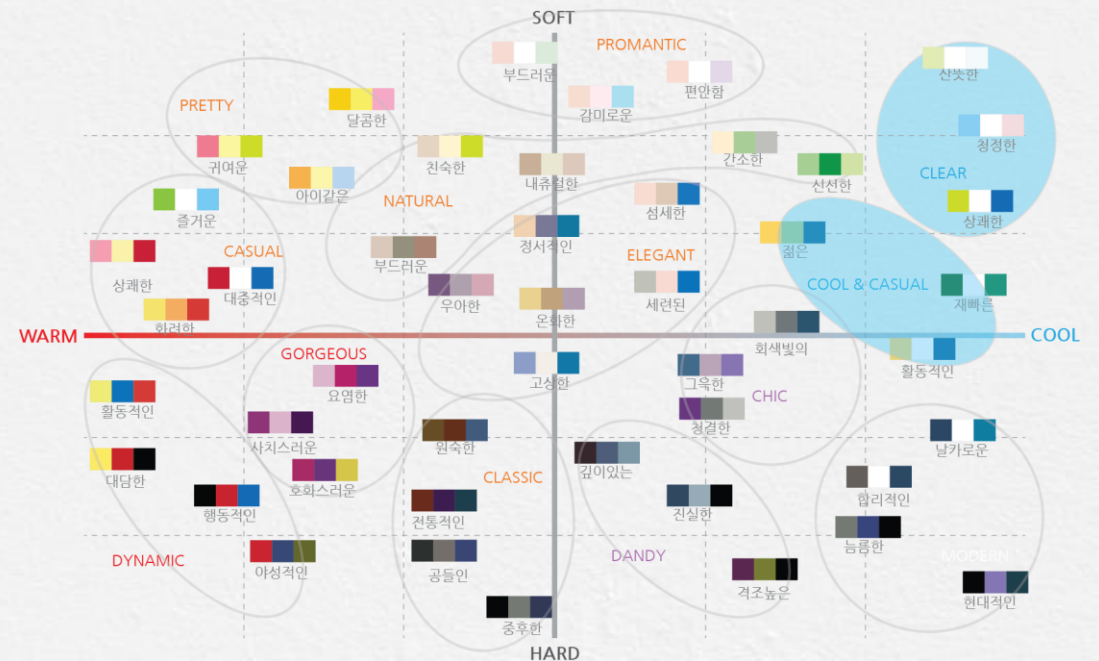 SOFT
PROMANTIC
부드러운
편안함
산뜻한
PRETTY
달콤한
감미로운
청정한
귀여운
친숙한
간소한
아이같은
내츄럴한
신선한
CLEAR
즐거운
NATURAL
섬세한
상쾌한
CASUAL
부드러운
정서적인
ELEGANT
젊은
상쾌한
대중적인
우아한
세련된
COOL & CASUAL
재빠른
화려한
온화한
WARM
회색빛의
COOL
GORGEOUS
고상한
그윽한
활동적인
활동적인
요염한
CHIC
사치스러운
원숙한
청결한
날카로운
대담한
호화스러운
CLASSIC
깊이있는
합리적인
행동적인
전통적인
진실한
늠름한
DYNAMIC
야성적인
공들인
DANDY
MODERN
격조높은
현대적인
중후한
HARD